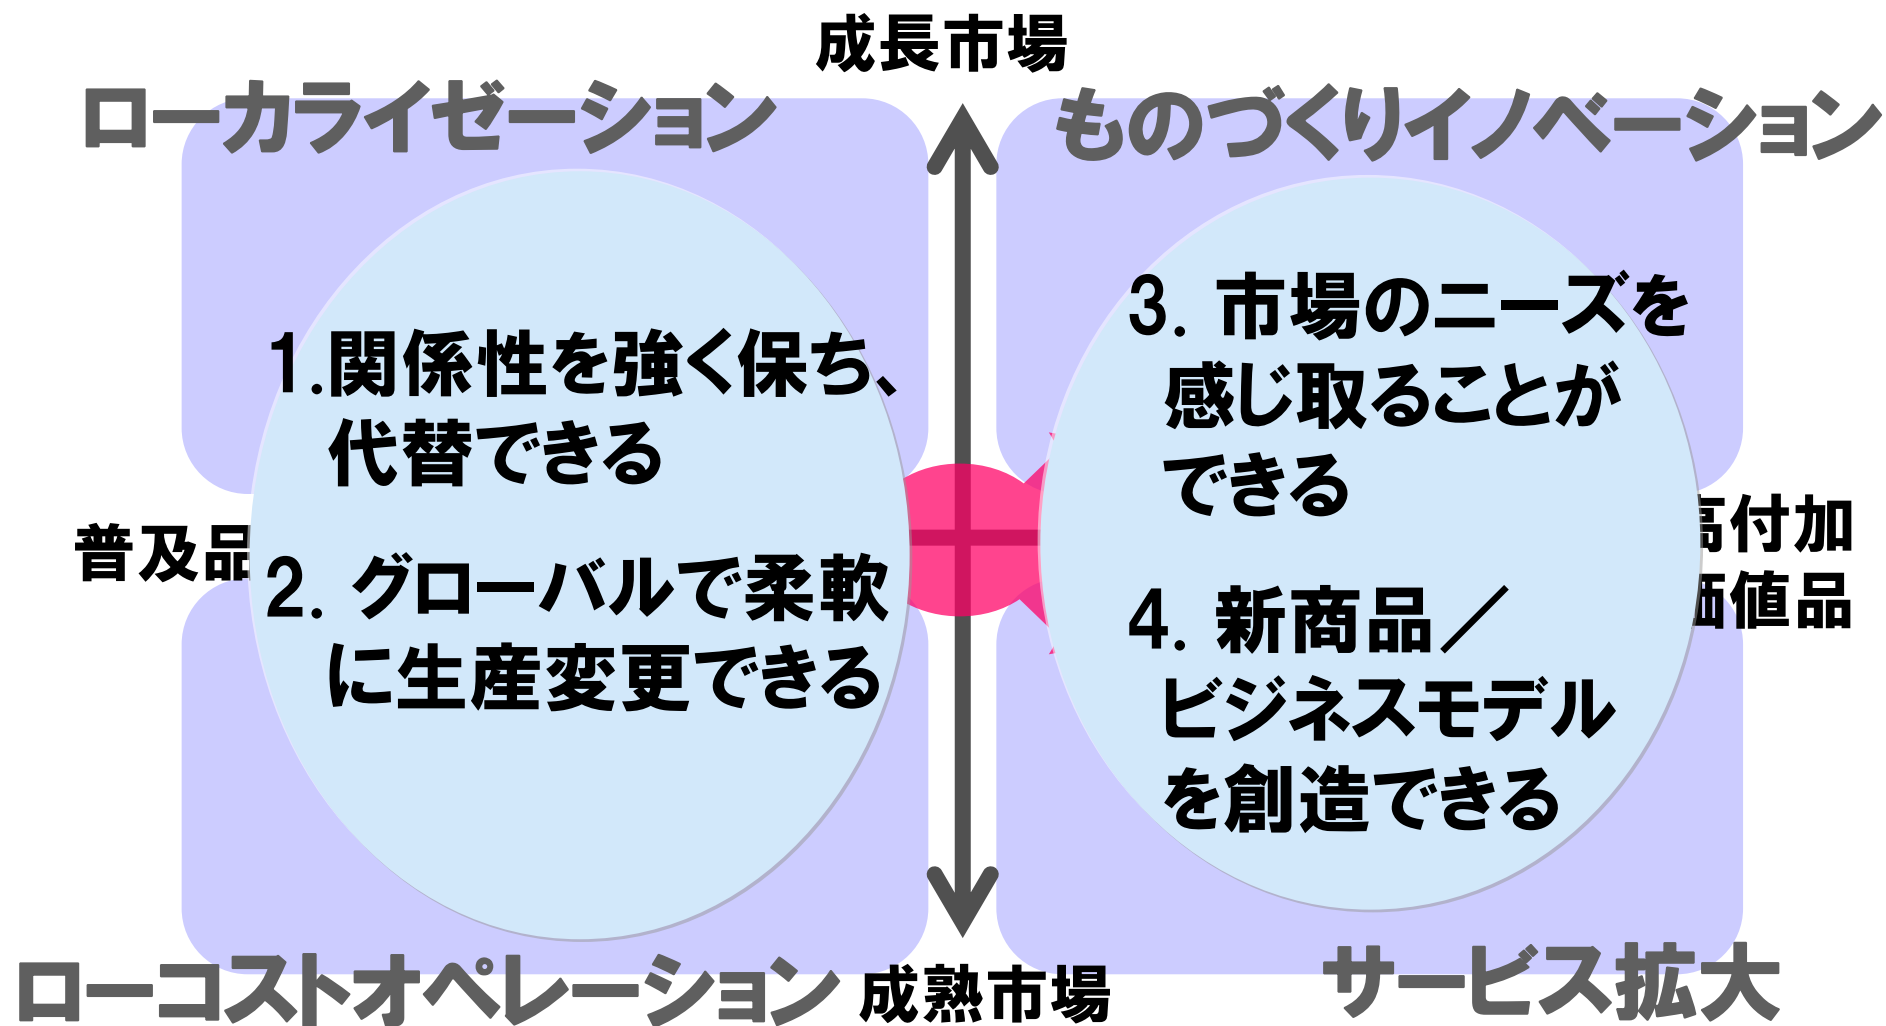 成長市場
ローカライゼーション
ものづくりイノベーション
1.関係性を強く保ち、
代替できる
2. グローバルで柔軟
に生産変更できる
3. 市場のニーズを
感じ取ることが
できる
4. 新商品／
ビジネスモデル
を創造できる
普及品
高付加
価値品
ローコストオペレーション
成熟市場
サービス拡大